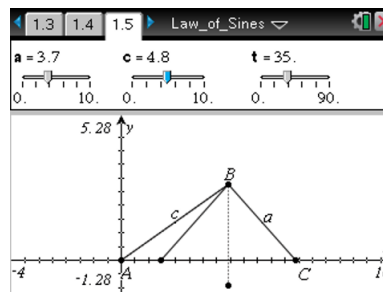 1.3 1.4 1.5 Law_of_Sines
a = 3.7 c = 4.8 t = 35.
0. 10. 0. 10. 0. 90.
5.28 y
B
c a
-4 A C 1
-1.28